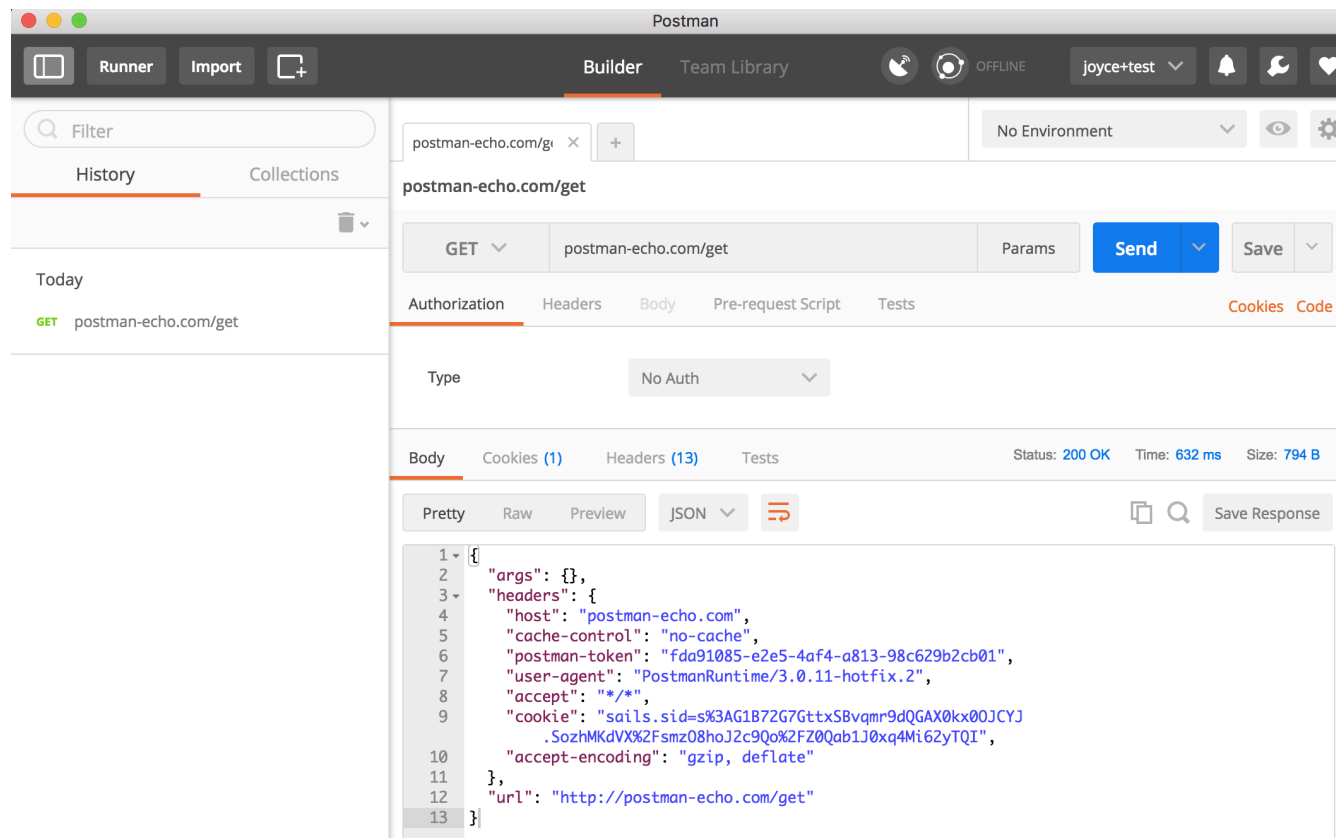 Postman
Runner Import Builder Team Library OFFLINE joyce+test
Filter
History Collections
Today
GET postman-echo.com/get
postman-echo.com/ge
No Environment
postman-echo.com/get
GET postman-echo.com/get Params Send Save
Authorization Headers Body Pre-request Script Tests Cookies Code
Type No Auth
Body Cookies (1) Headers (13) Tests Status: 200 OK Time: 632 ms Size: 794 B
Pretty Raw Preview JSON Save Response
1 {
2 "args": {},
3 "headers": {
4 "host": "postman-echo.com",
5 "cache-control": "no-cache",
6 "postman-token": "fda91085-e2e5-4af4-a813-98c629b2cb01",
7 "user-agent": "PostmanRuntime/3.0.11-hotfix.2",
8 "accept": "*/*",
9 "cookie": "sails.sid=s%3AG1B72G7GttxSBvqmr9dQGAX0kx0OJCYJ
.SozhMKdVX%2FsmzO8hoJ2c9Qo%2FZ0Qab1J0xq4Mi62yTQI",
10 "accept-encoding": "gzip, deflate"
11 },
12 "url": "http://postman-echo.com/get"
13 }